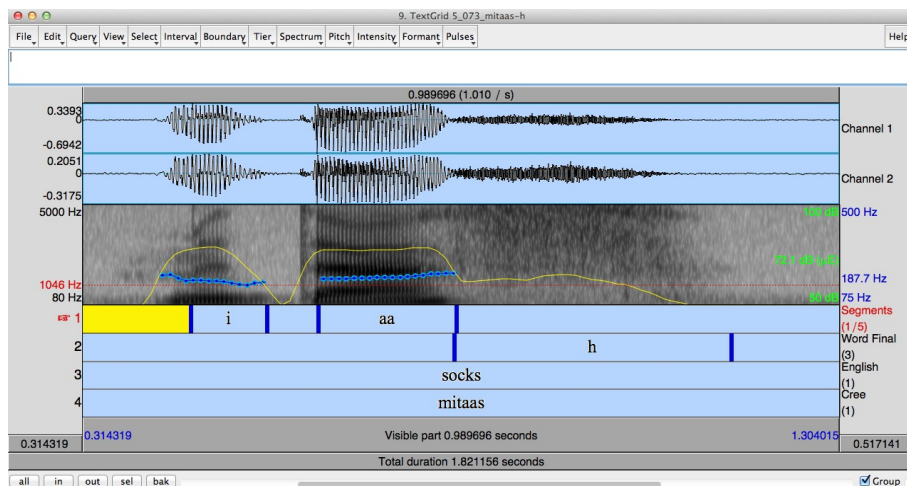 9. TextGrid 5_073_mitaas-h
File Edit Query View Select Interval Boundary Tier Spectrum Pitch Intensity Formant Pulses Help
0.989696 (1.010 / s)
0.3393
0
-0.6942
Channel 1
0.2051
0
-0.3175
Channel 2
5000 Hz
100 dB
500 Hz
1046 Hz
187.7 Hz
80 Hz
50 dB
75 Hz
1
i
aa
Segments
(1/5)
2
h
Word Final
(3)
3
socks
English
(1)
4
mitaas
Cree
(1)
0.314319
0.314319
Visible part 0.989696 seconds
1.304015
0.517141
Total duration 1.821156 seconds
all in out sel bak
Group